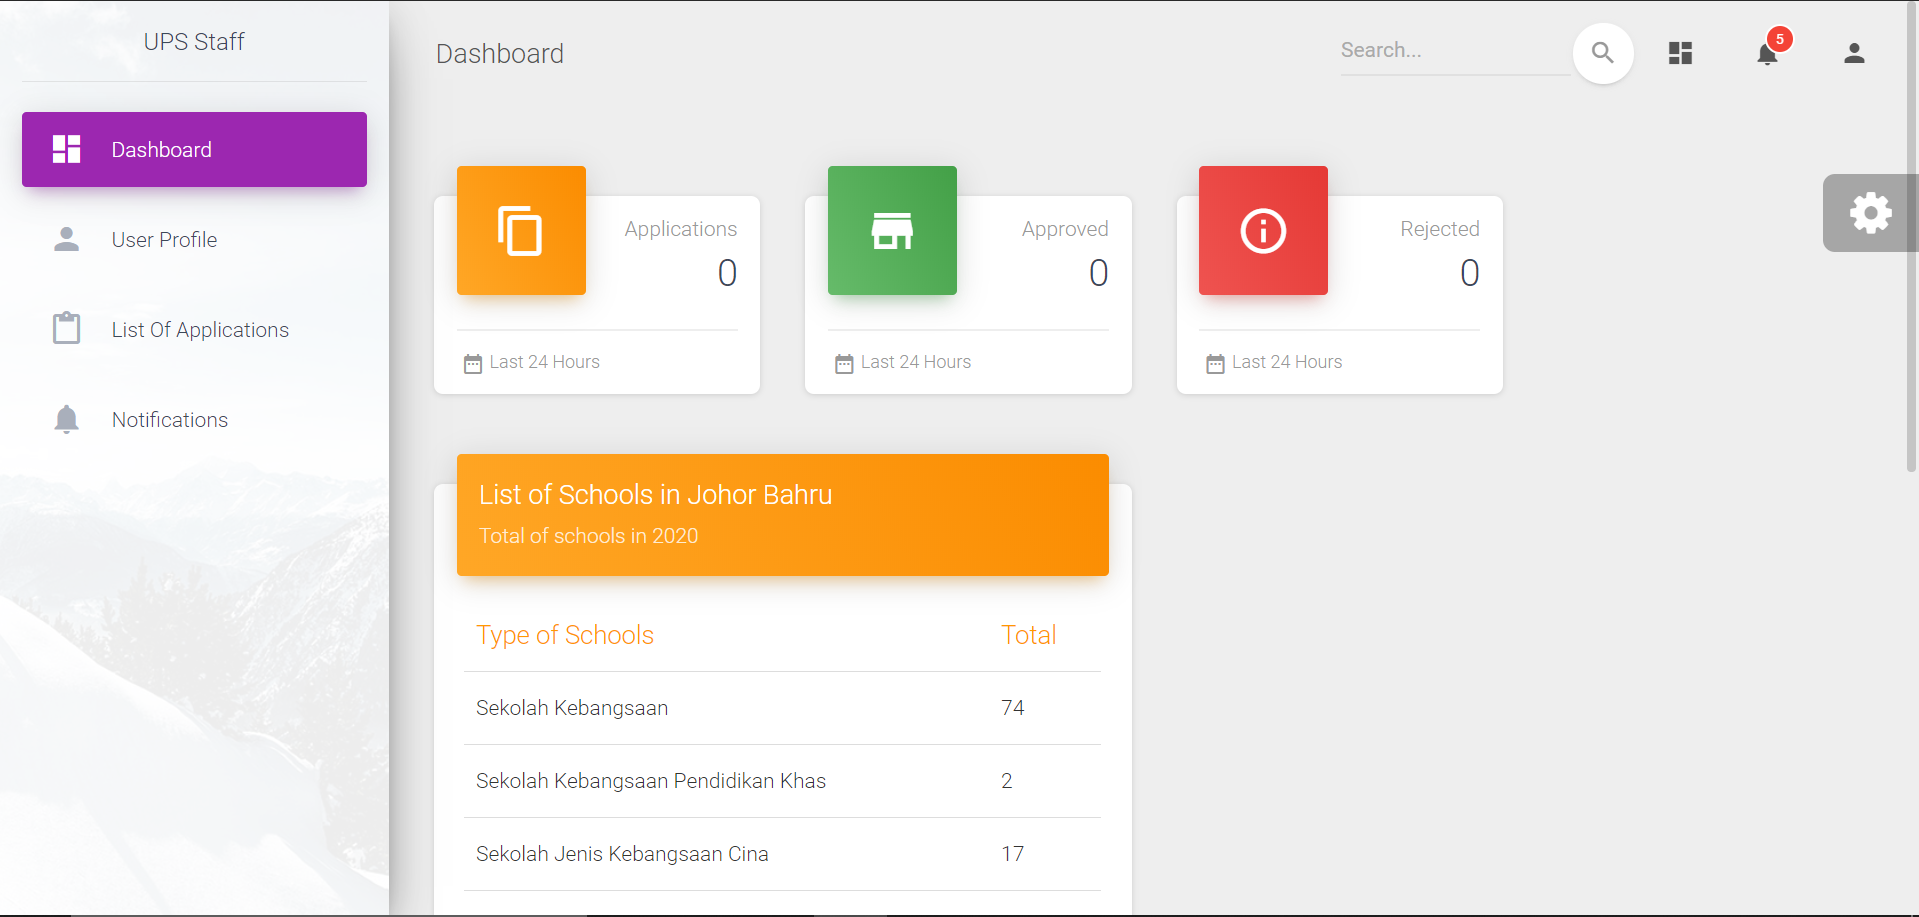 UPS Staff
Dashboard
User Profile
List Of Applications
Notifications
Dashboard
Search...
5
Applications
0
Last 24 Hours
Approved
0
Last 24 Hours
Rejected
0
Last 24 Hours
List of Schools in Johor Bahru
Total of schools in 2020
Type of Schools Total
Sekolah Kebangsaan 74
Sekolah Kebangsaan Pendidikan Khas 2
Sekolah Jenis Kebangsaan Cina 17